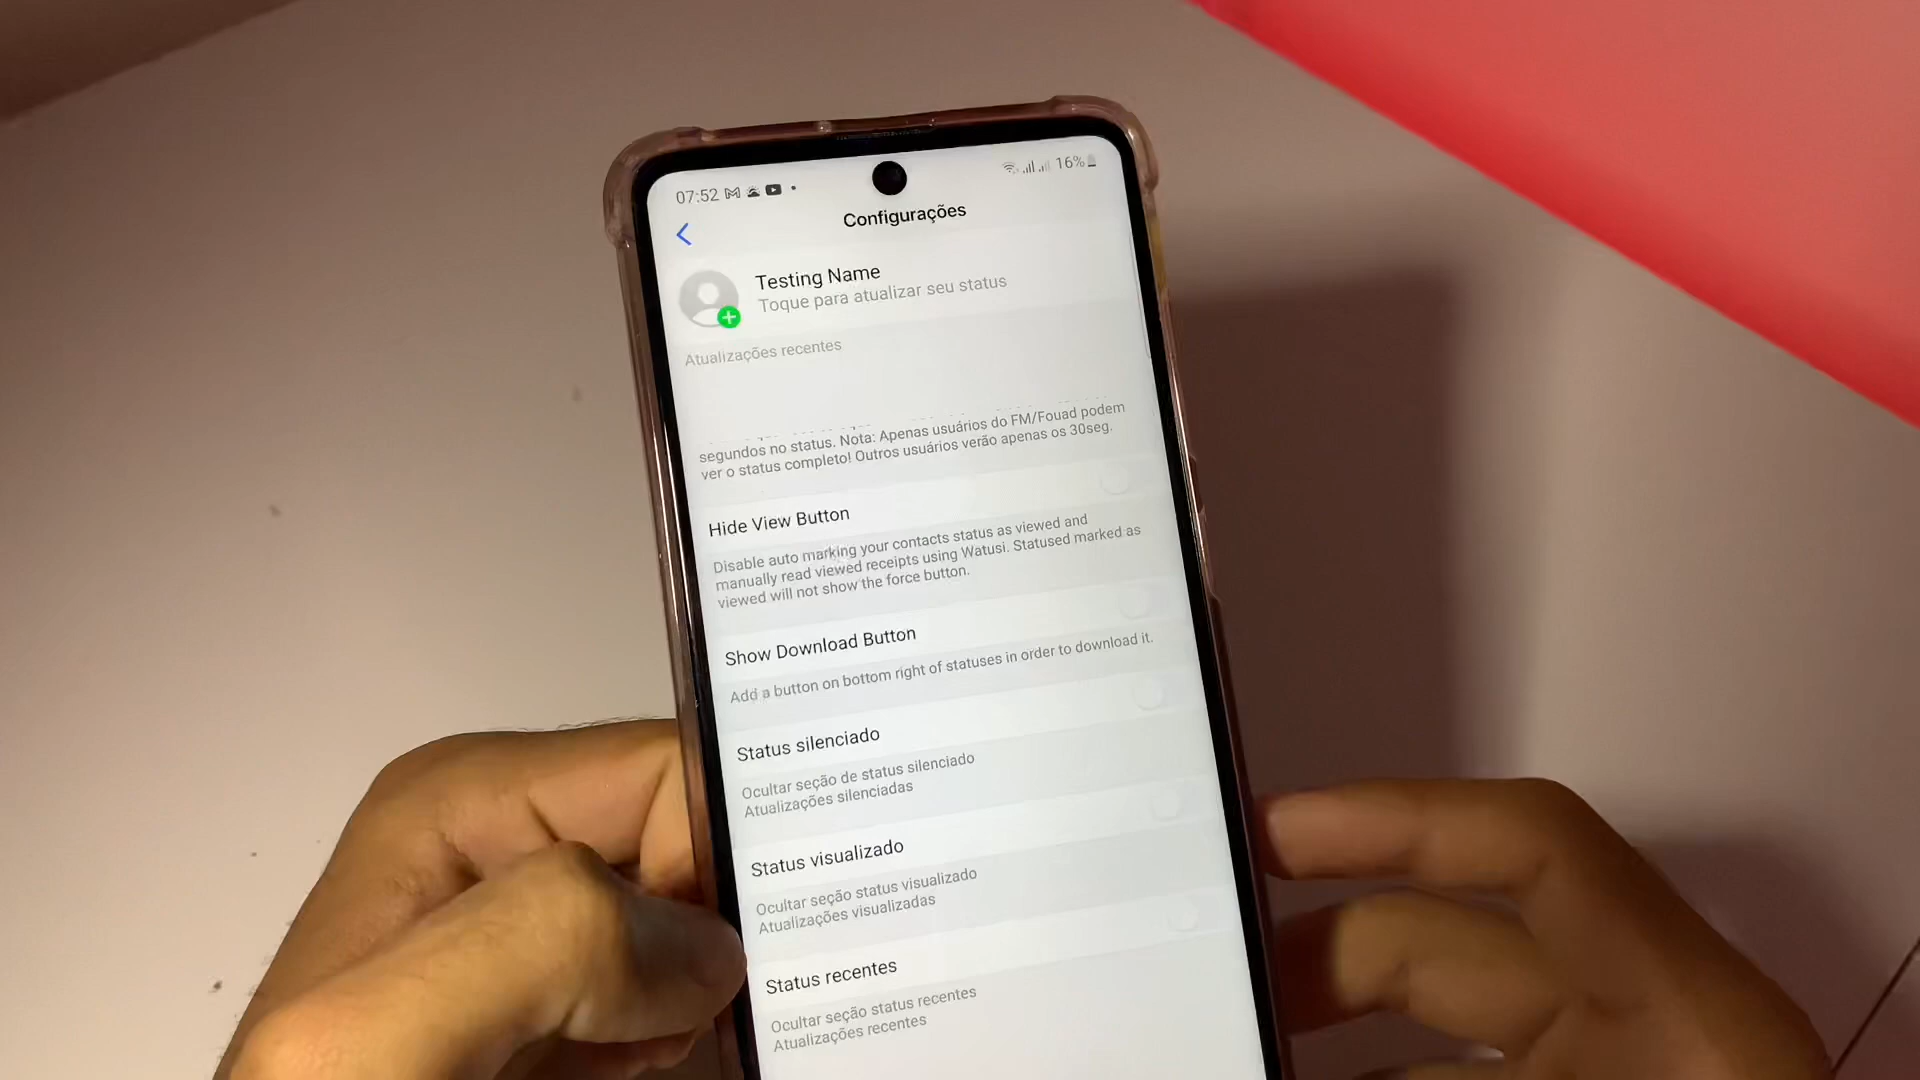 07:52
16%
Configurações
Testing Name
Toque para atualizar seu status
Atualizações recentes
segundos no status. Nota: Apenas usuários do FM/Fouad podem
ver o status completo! Outros usuários verão apenas os 30seg.
Hide View Button
Disable auto marking your contacts status as viewed and
manually read viewed receipts using Watusi. Statused marked as
viewed will not show the force button.
Show Download Button
Add a button on bottom right of statuses in order to download it.
Status silenciado
Ocultar seção de status silenciado
Atualizações silenciadas
Status visualizado
Ocultar seção status visualizado
Atualizações visualizadas
Status recentes
Ocultar seção status recentes
Atualizações recentes